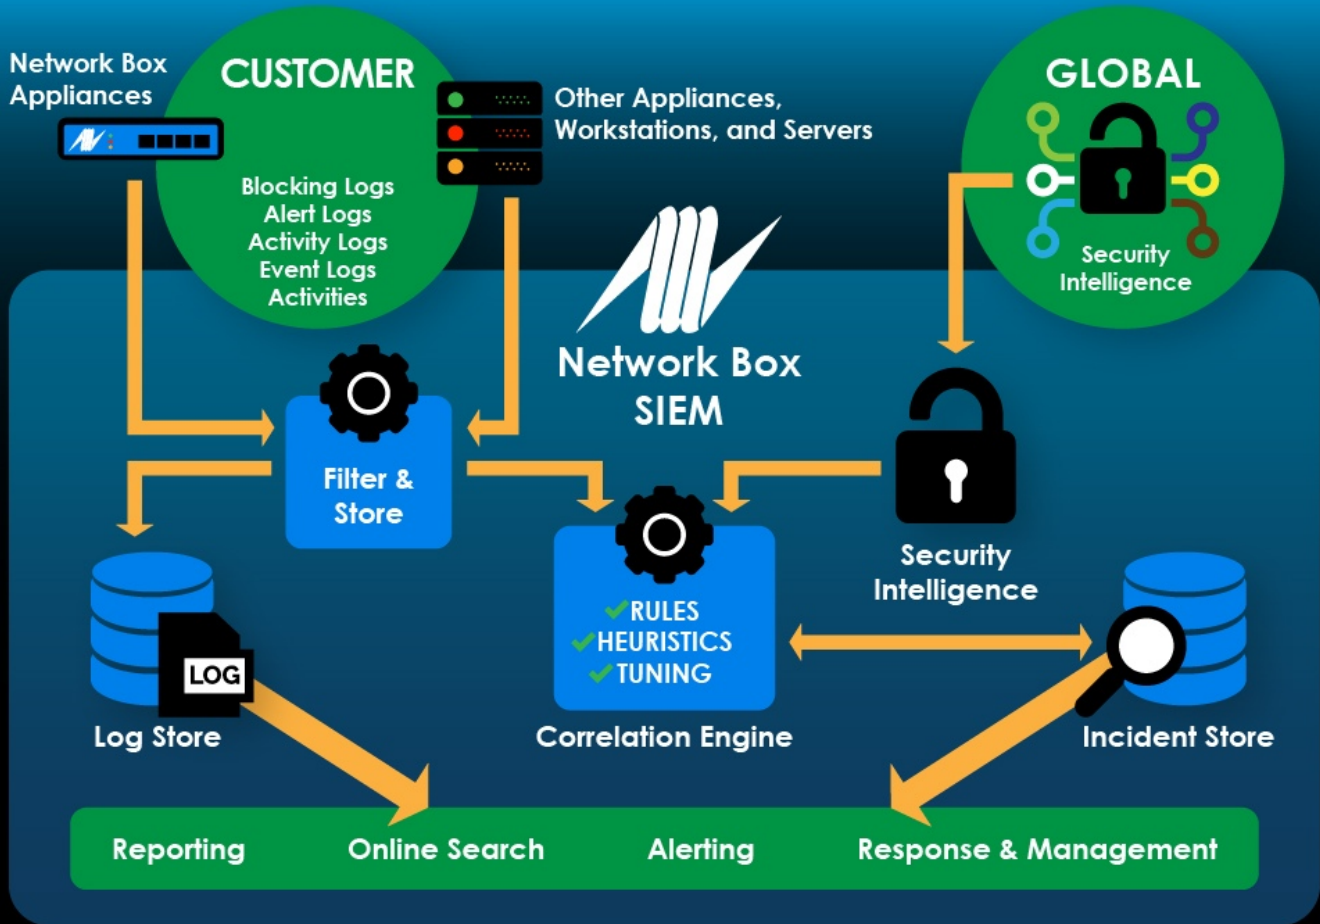 Network Box
Appliances
CUSTOMER
Blocking Logs
Alert Logs
Activity Logs
Event Logs
Activities
Other Appliances,
Workstations, and Servers
GLOBAL
Security
Intelligence
Network Box
SIEM
Filter &
Store
RULES
HEURISTICS
TUNING
Correlation Engine
Security
Intelligence
LOG
Log Store
Incident Store
Reporting
Online Search
Alerting
Response & Management